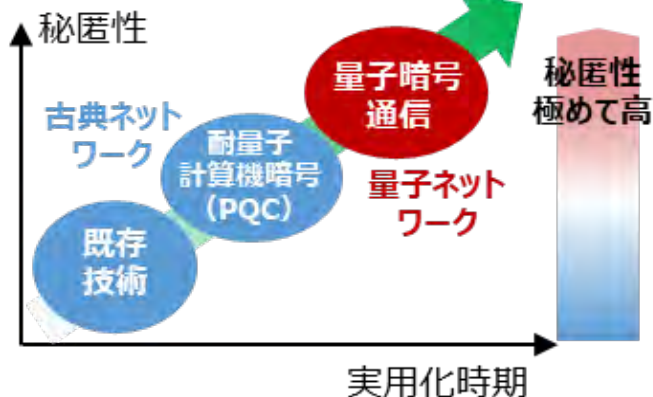 秘匿性
量子暗号
通信
秘匿性
極めて高
古典ネット
ワーク
耐量子
計算機暗号
（PQC）
量子ネット
ワーク
既存
技術
実用化時期